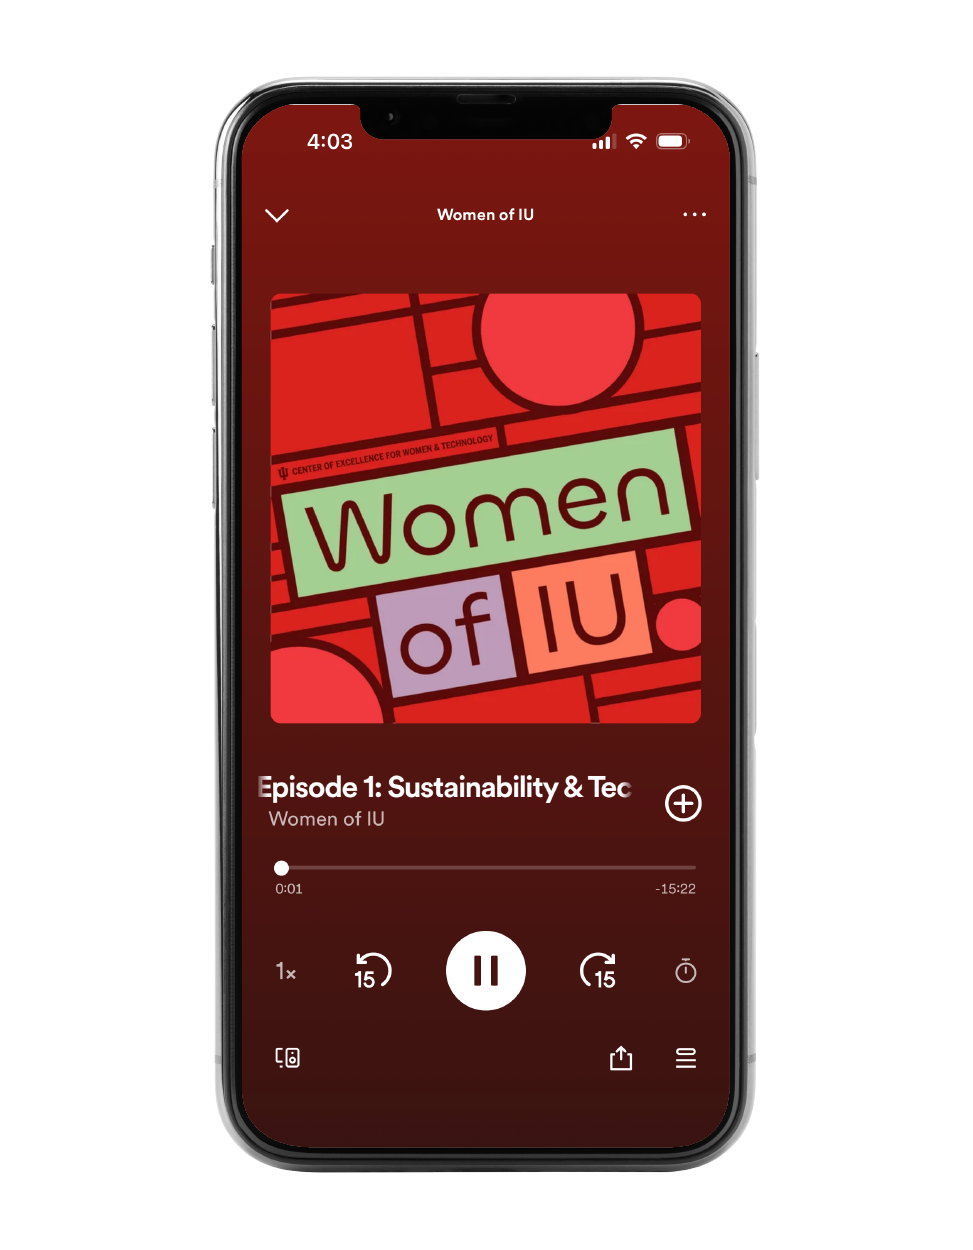 4:03
Women of IU
CENTER OF EXCELLENCE FOR WOMEN & TECHNOLOGY
Women
of IU
Episode 1: Sustainability & Tec
Women of IU
0:01
-15:22
1x
15
15